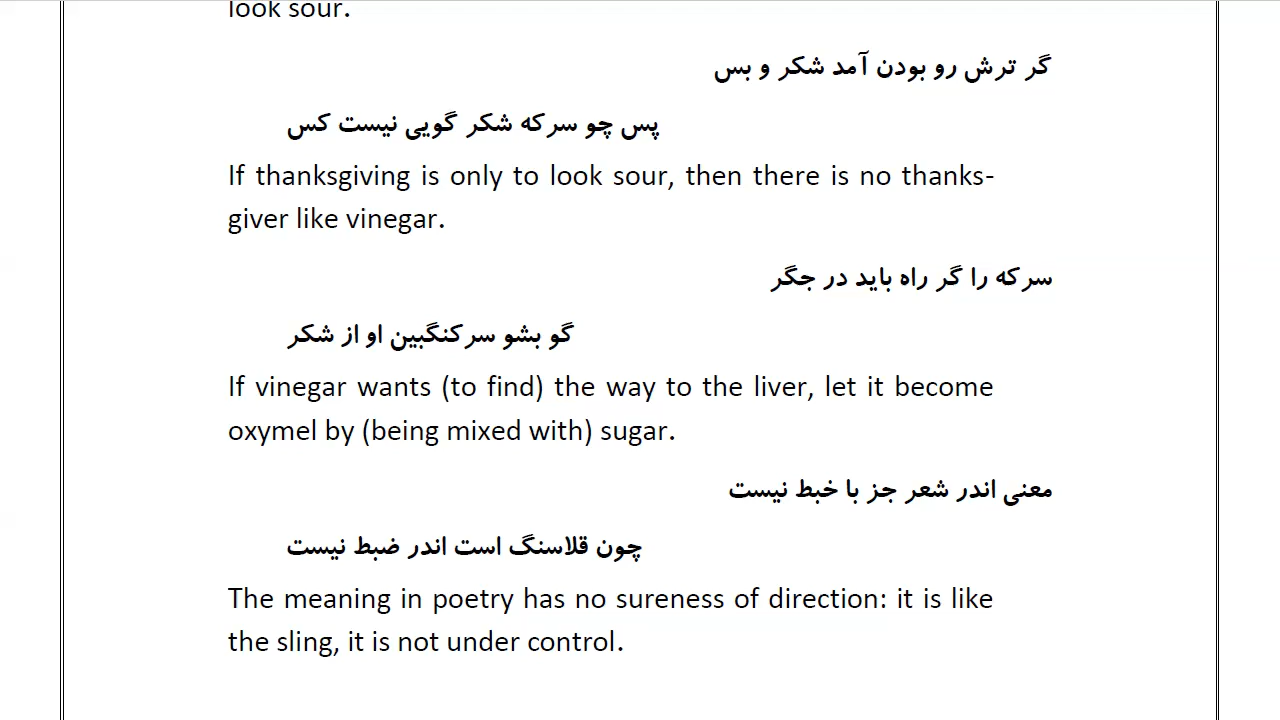 look sour.
گر ترش رو بودن آمد شکر و بس
پس چو سرکه شکر گویی نیست کس
If thanksgiving is only to look sour, then there is no thanks-
giver like vinegar.
سرکه را گر راه باید در جگر
گو بشو سرکنگبین او از شکر
If vinegar wants (to find) the way to the liver, let it become
oxymel by (being mixed with) sugar.
معنی اندر شعر جز با خبط نیست
چون قلاسنگ است اندر ضبط نیست
The meaning in poetry has no sureness of direction: it is like
the sling, it is not under control.